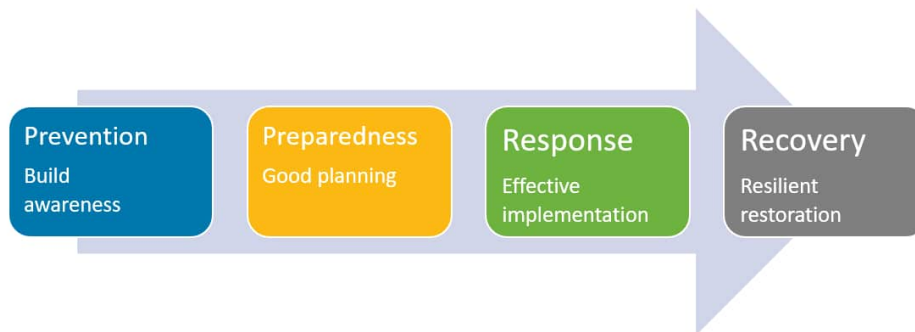 Prevention
Build
awareness
Preparedness
Good planning
Response
Effective
implementation
Recovery
Resilient
restoration